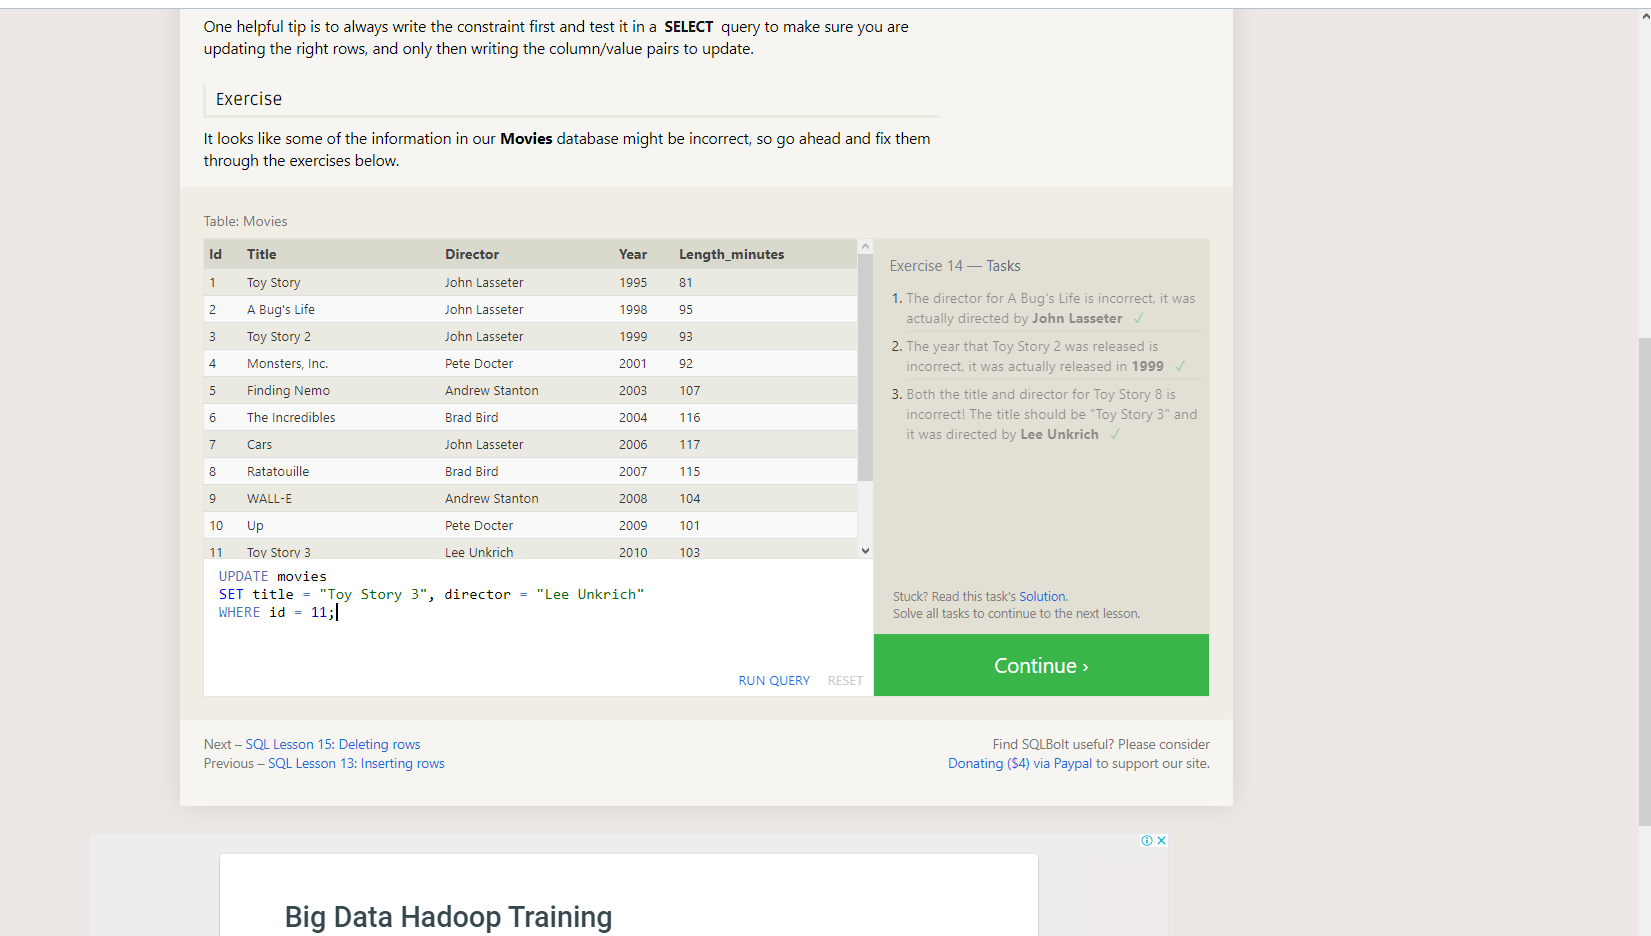 One helpful tip is to always write the constraint first and test it in a SELECT query to make sure you are
updating the right rows, and only then writing the column/value pairs to update.
Exercise
It looks like some of the information in our Movies database might be incorrect, so go ahead and fix them
through the exercises below.
Table: Movies
Id Title Director Year Length_minutes
1 Toy Story John Lasseter 1995 81
2 A Bug's Life John Lasseter 1998 95
3 Toy Story 2 John Lasseter 1999 93
4 Monsters, Inc. Pete Docter 2001 92
5 Finding Nemo Andrew Stanton 2003 107
6 The Incredibles Brad Bird 2004 116
7 Cars John Lasseter 2006 117
8 Ratatouille Brad Bird 2007 115
9 WALL-E Andrew Stanton 2008 104
10 Up Pete Docter 2009 101
11 Toy Story 3 Lee Unkrich 2010 103
UPDATE movies
SET title = "Toy Story 3", director = "Lee Unkrich"
WHERE id = 11;
RUN QUERY RESET
Exercise 14 — Tasks
1. The director for A Bug's Life is incorrect, it was
actually directed by John Lasseter ✓
2. The year that Toy Story 2 was released is
incorrect, it was actually released in 1999 ✓
3. Both the title and director for Toy Story 8 is
incorrect! The title should be "Toy Story 3" and
it was directed by Lee Unkrich ✓
Stuck? Read this task's Solution.
Solve all tasks to continue to the next lesson.
Continue ›
Next – SQL Lesson 15: Deleting rows
Previous – SQL Lesson 13: Inserting rows
Find SQLBolt useful? Please consider
Donating ($4) via Paypal to support our site.
Big Data Hadoop Training